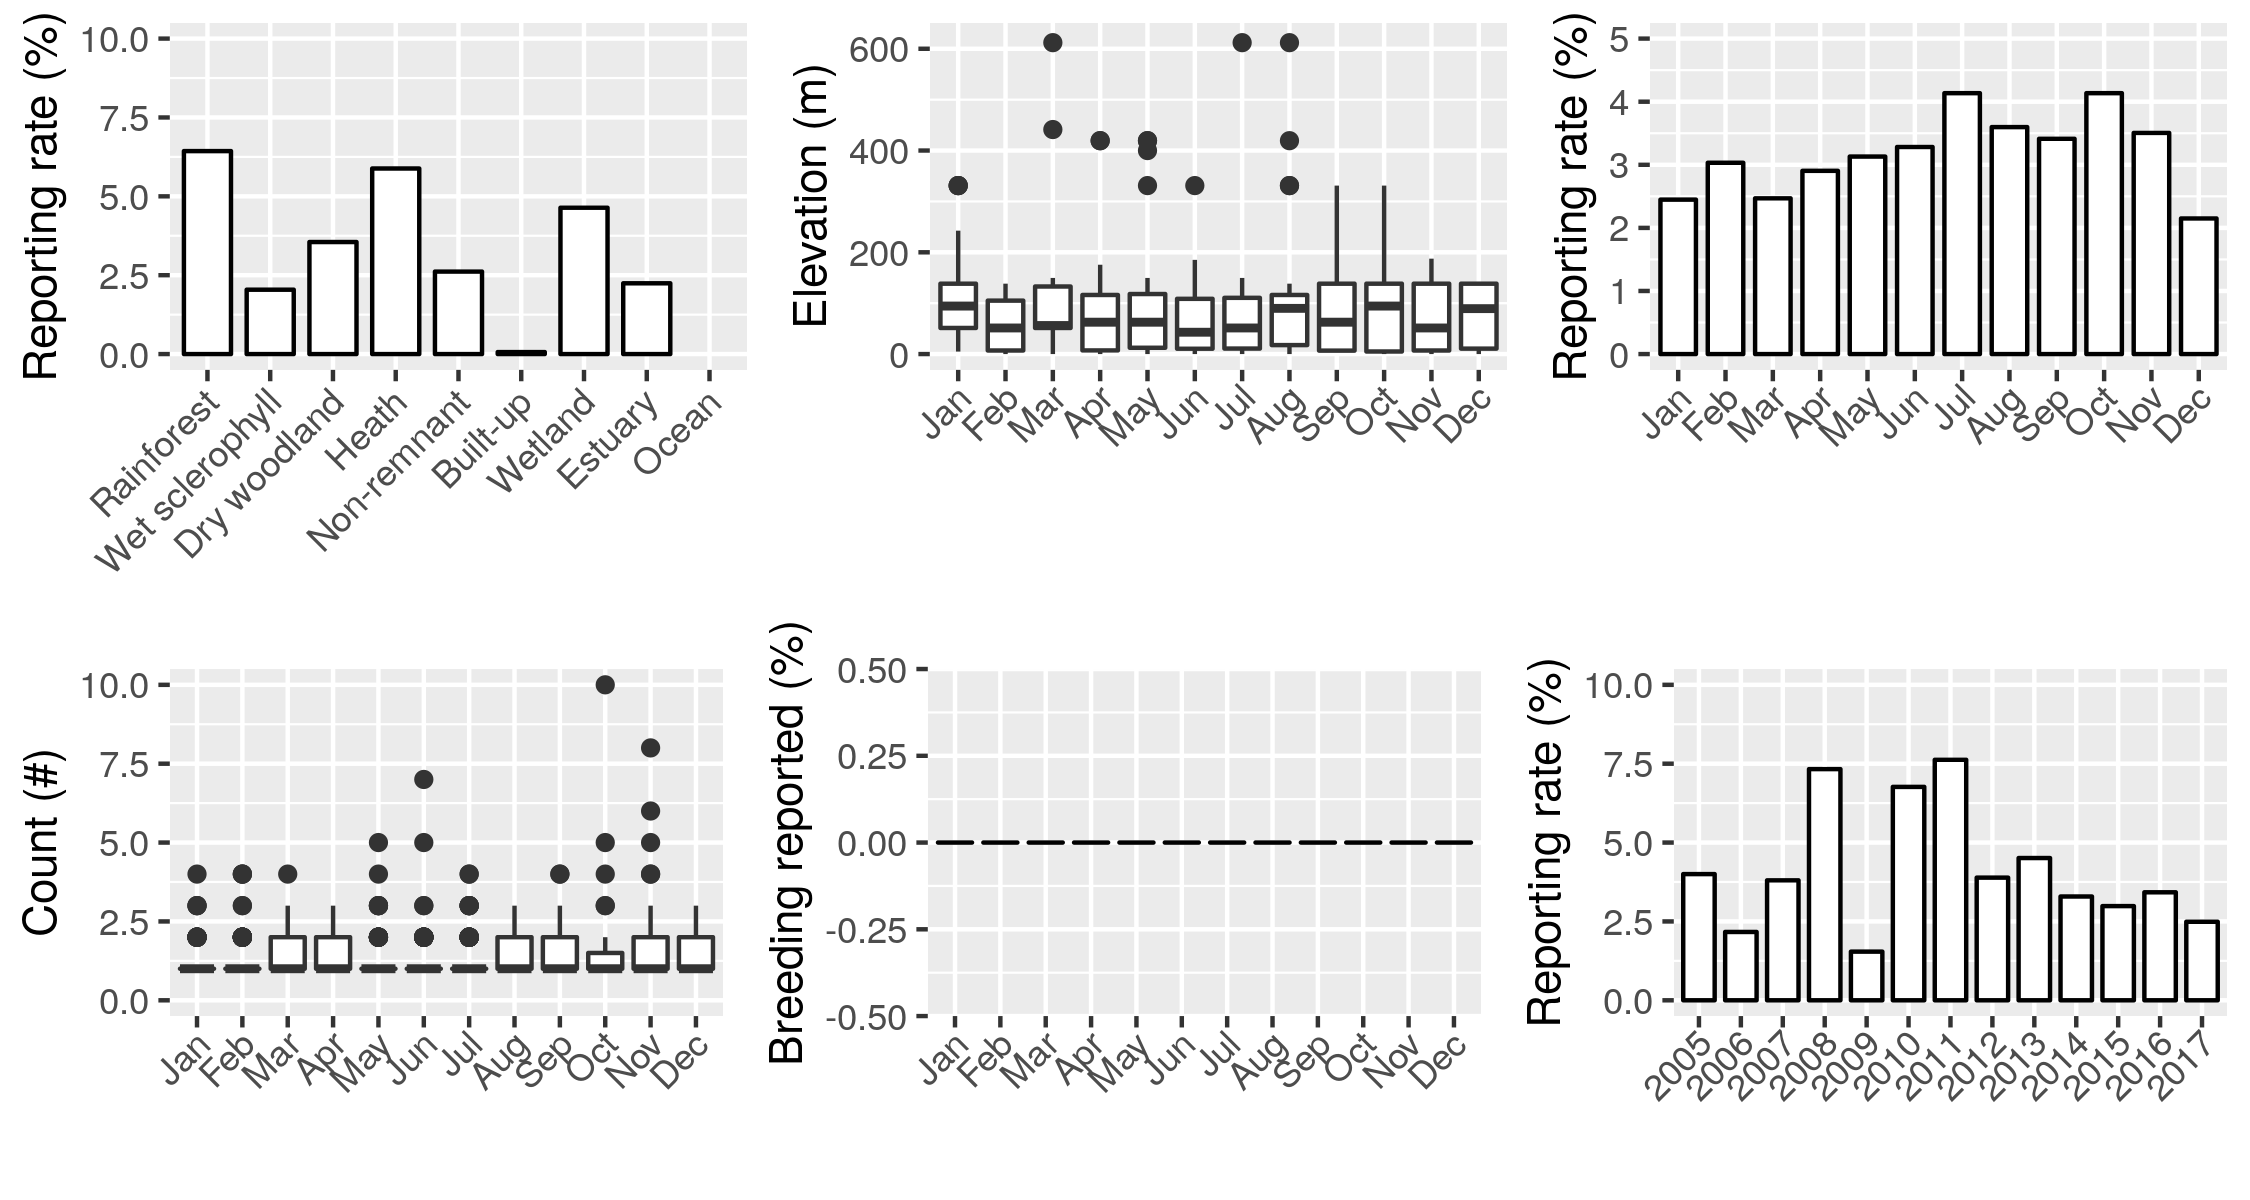 Reporting rate (%)
10.0
7.5
5.0
2.5
0.0
Rainforest
Wet sclerophyll
Dry woodland
Heath
Non-remnant
Built-up
Wetland
Estuary
Ocean
Elevation (m)
600
400
200
0
Jan
Feb
Mar
Apr
May
Jun
Jul
Aug
Sep
Oct
Nov
Dec
Reporting rate (%)
5
4
3
2
1
0
Jan
Feb
Mar
Apr
May
Jun
Jul
Aug
Sep
Oct
Nov
Dec
Count (#)
10.0
7.5
5.0
2.5
0.0
Jan
Feb
Mar
Apr
May
Jun
Jul
Aug
Sep
Oct
Nov
Dec
Breeding reported (%)
0.50
0.25
0.00
-0.25
-0.50
Jan
Feb
Mar
Apr
May
Jun
Jul
Aug
Sep
Oct
Nov
Dec
Reporting rate (%)
10.0
7.5
5.0
2.5
0.0
2005
2006
2007
2008
2009
2010
2011
2012
2013
2014
2015
2016
2017